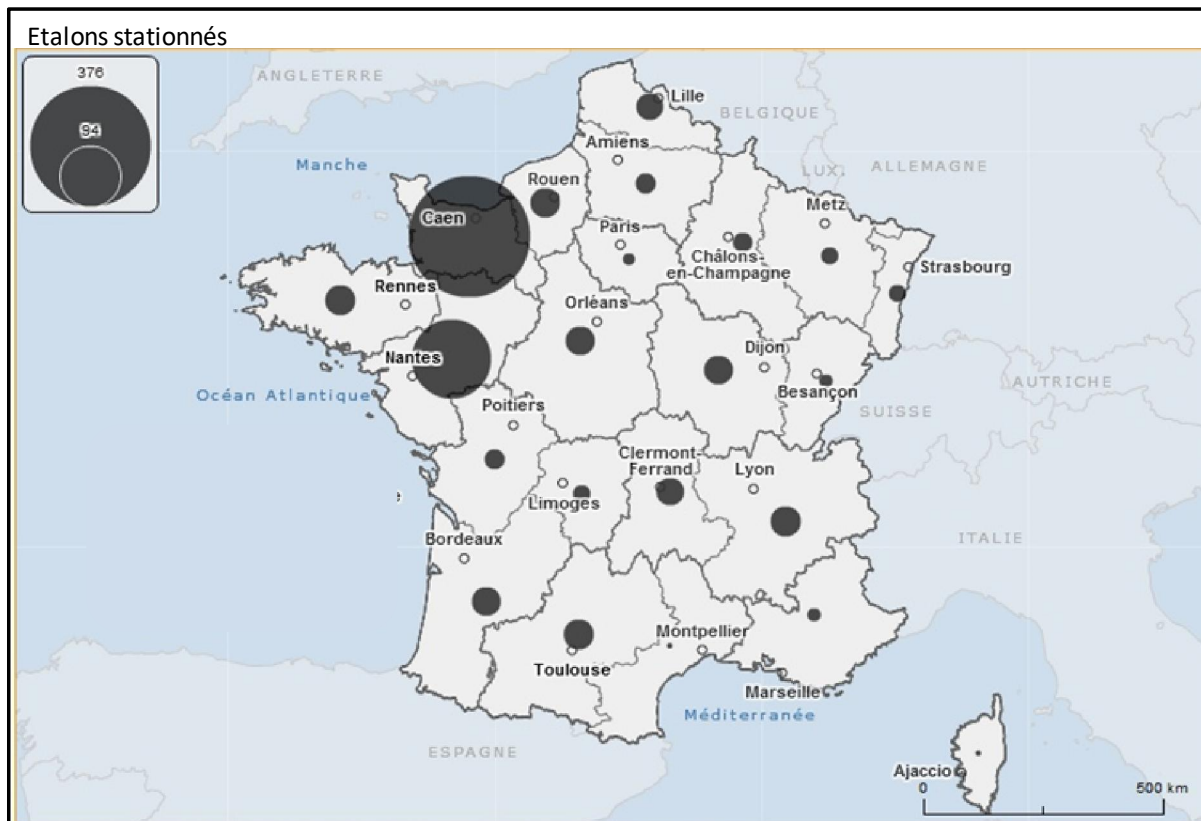 Etalons stationnés
376
94
ANGLETERRE
Lille
BELGIQUE
Amiens
Manche
LUX.
ALLEMAGNE
Rouen
Metz
Caen
Paris
Châlons-
en-Champagne
Strasbourg
Rennes
Orléans
Nantes
Dijon
Besançon
AUTRICHE
Océan Atlantique
Poitiers
SUISSE
Clermont-
Ferrand
Lyon
Limoges
e
Bordeaux
ITALIE
Montpellier
Toulouse
Marseille
Méditerranée
ESPAGNE
Ajaccio
0
500 km